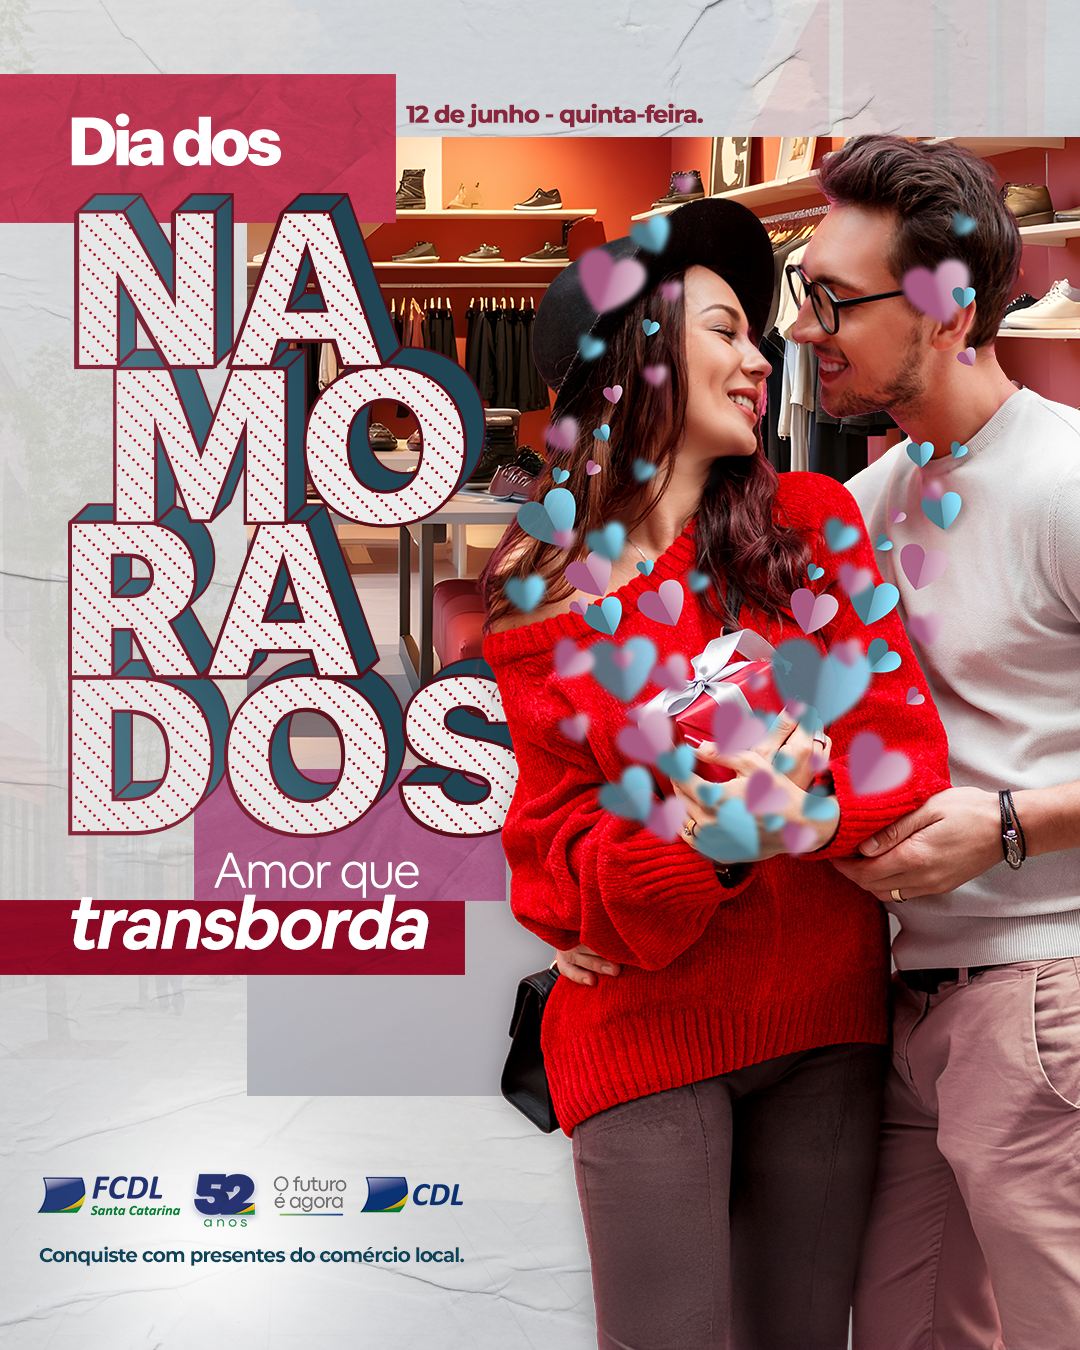 12 de junho - quinta-feira.
Dia dos
NA
MO
RA
DOS
Amor que
transborda
FCDL
Santa Catarina
52
anos
O futuro
é agora
CDL
Conquiste com presentes do comércio local.